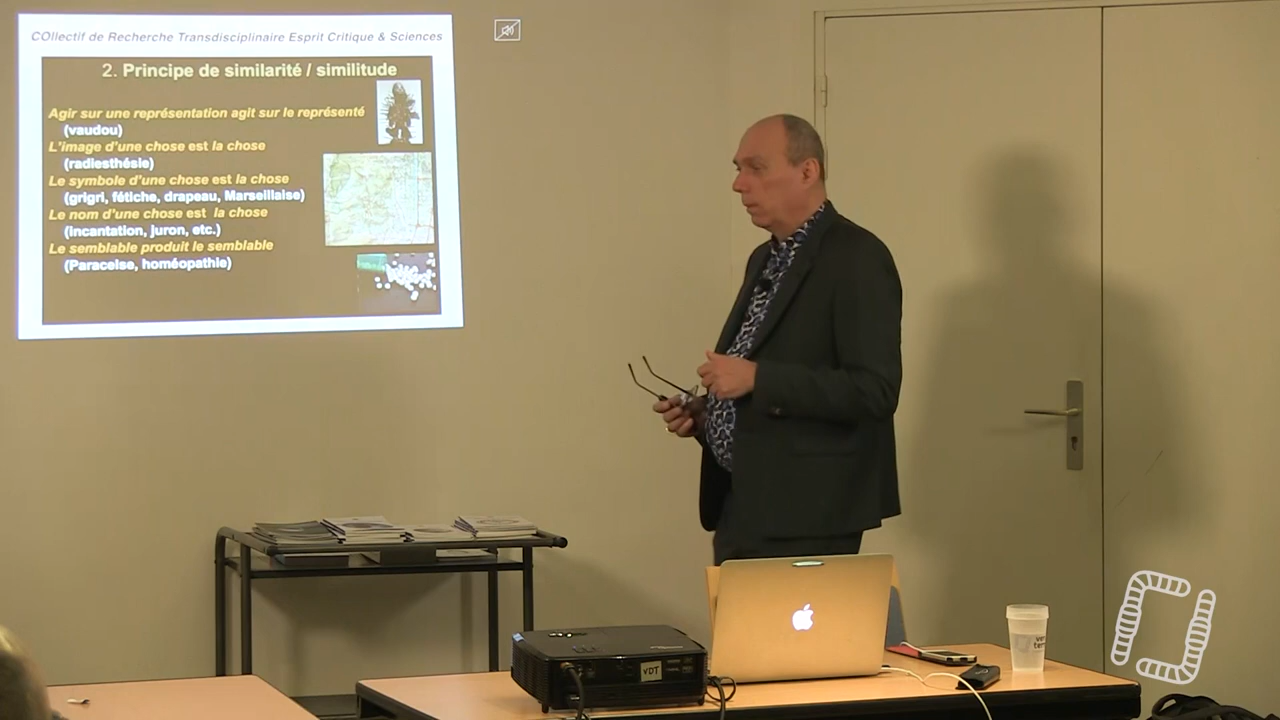 COllectif de Recherche Transdisciplinaire Esprit Critique & Sciences
2. Principe de similarité / similitude
Agir sur une représentation agit sur le représenté
(vaudou)
L'image d'une chose est la chose
(radiesthésie)
Le symbole d'une chose est la chose
(grigri, fétiche, drapeau, Marseillaise)
Le nom d'une chose est la chose
(incantation, juron, etc.)
Le semblable produit le semblable
(Paracelse, homéopathie)
VDT